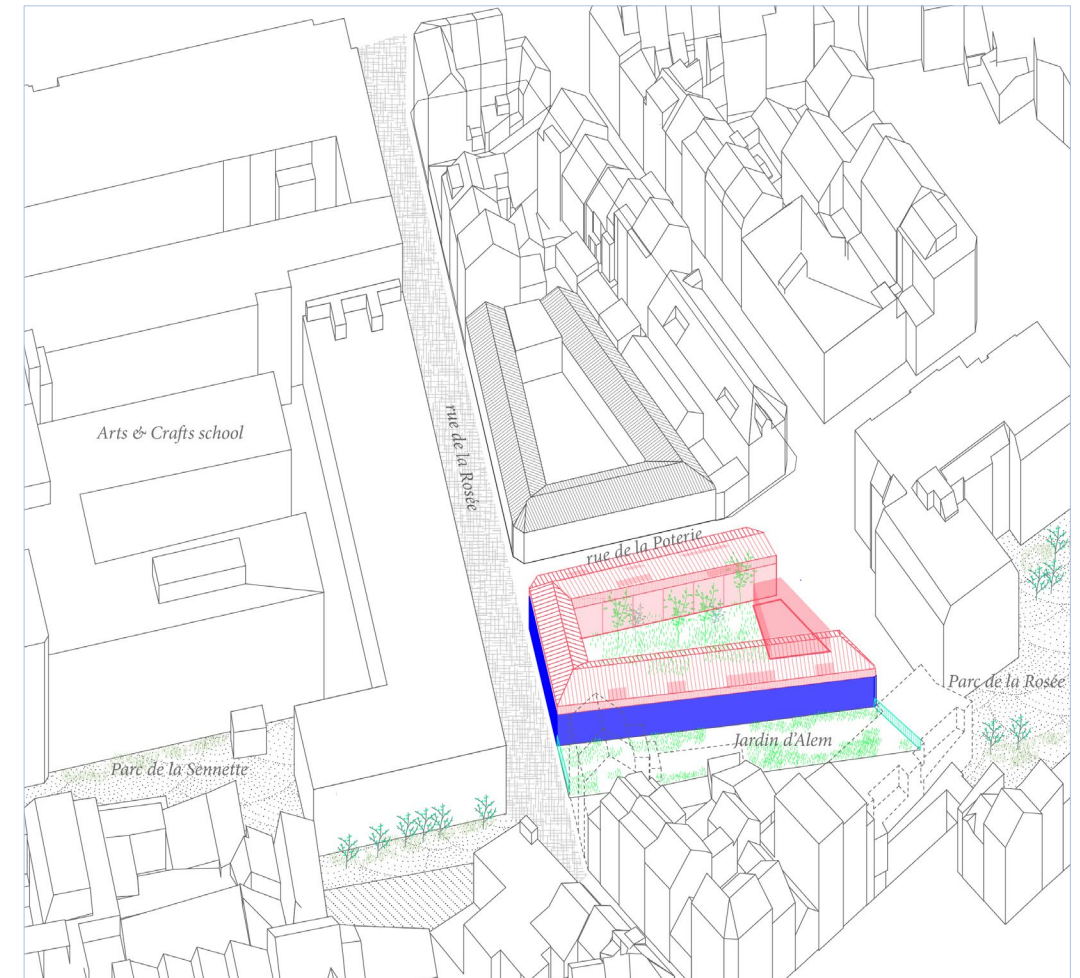 Arts & Crafts school
rue de la Rosée
rue de la Poterie
Parc de la Rosée
Jardin d'Alem
Parc de la Sennette